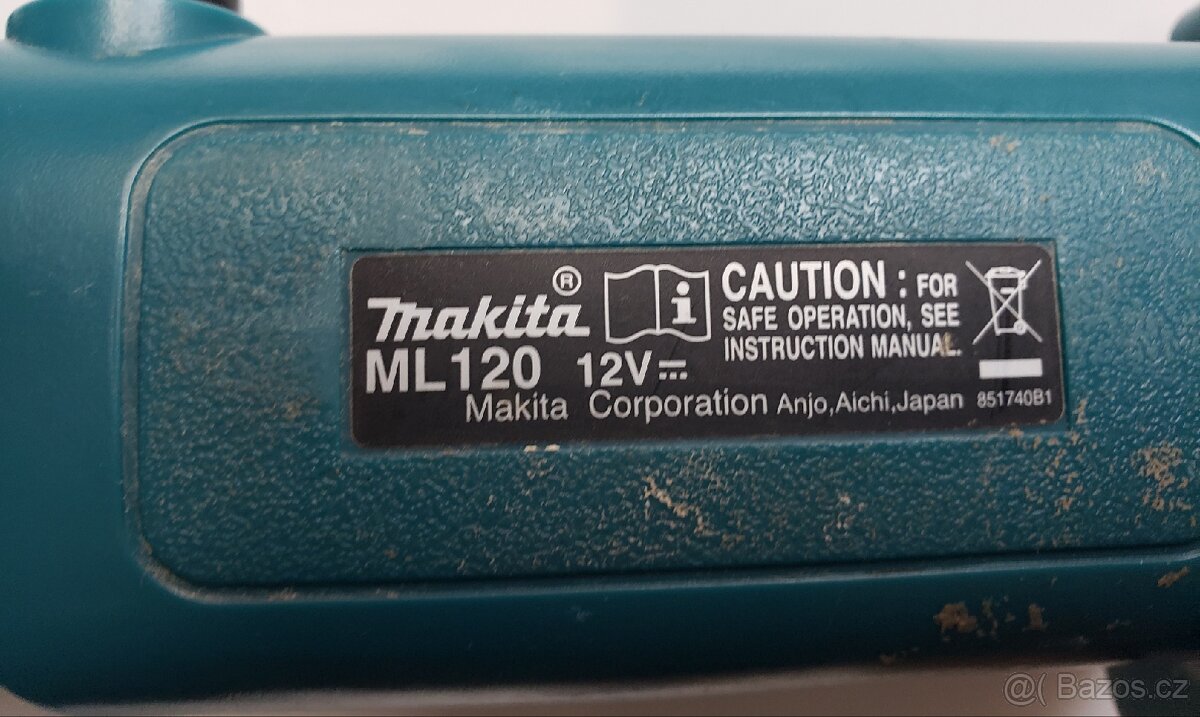 makita®
ML120 12V
CAUTION : FOR
SAFE OPERATION, SEE
INSTRUCTION MANUAL.
Makita Corporation Anjo,Aichi,Japan 851740B1
@( Bazos.cz